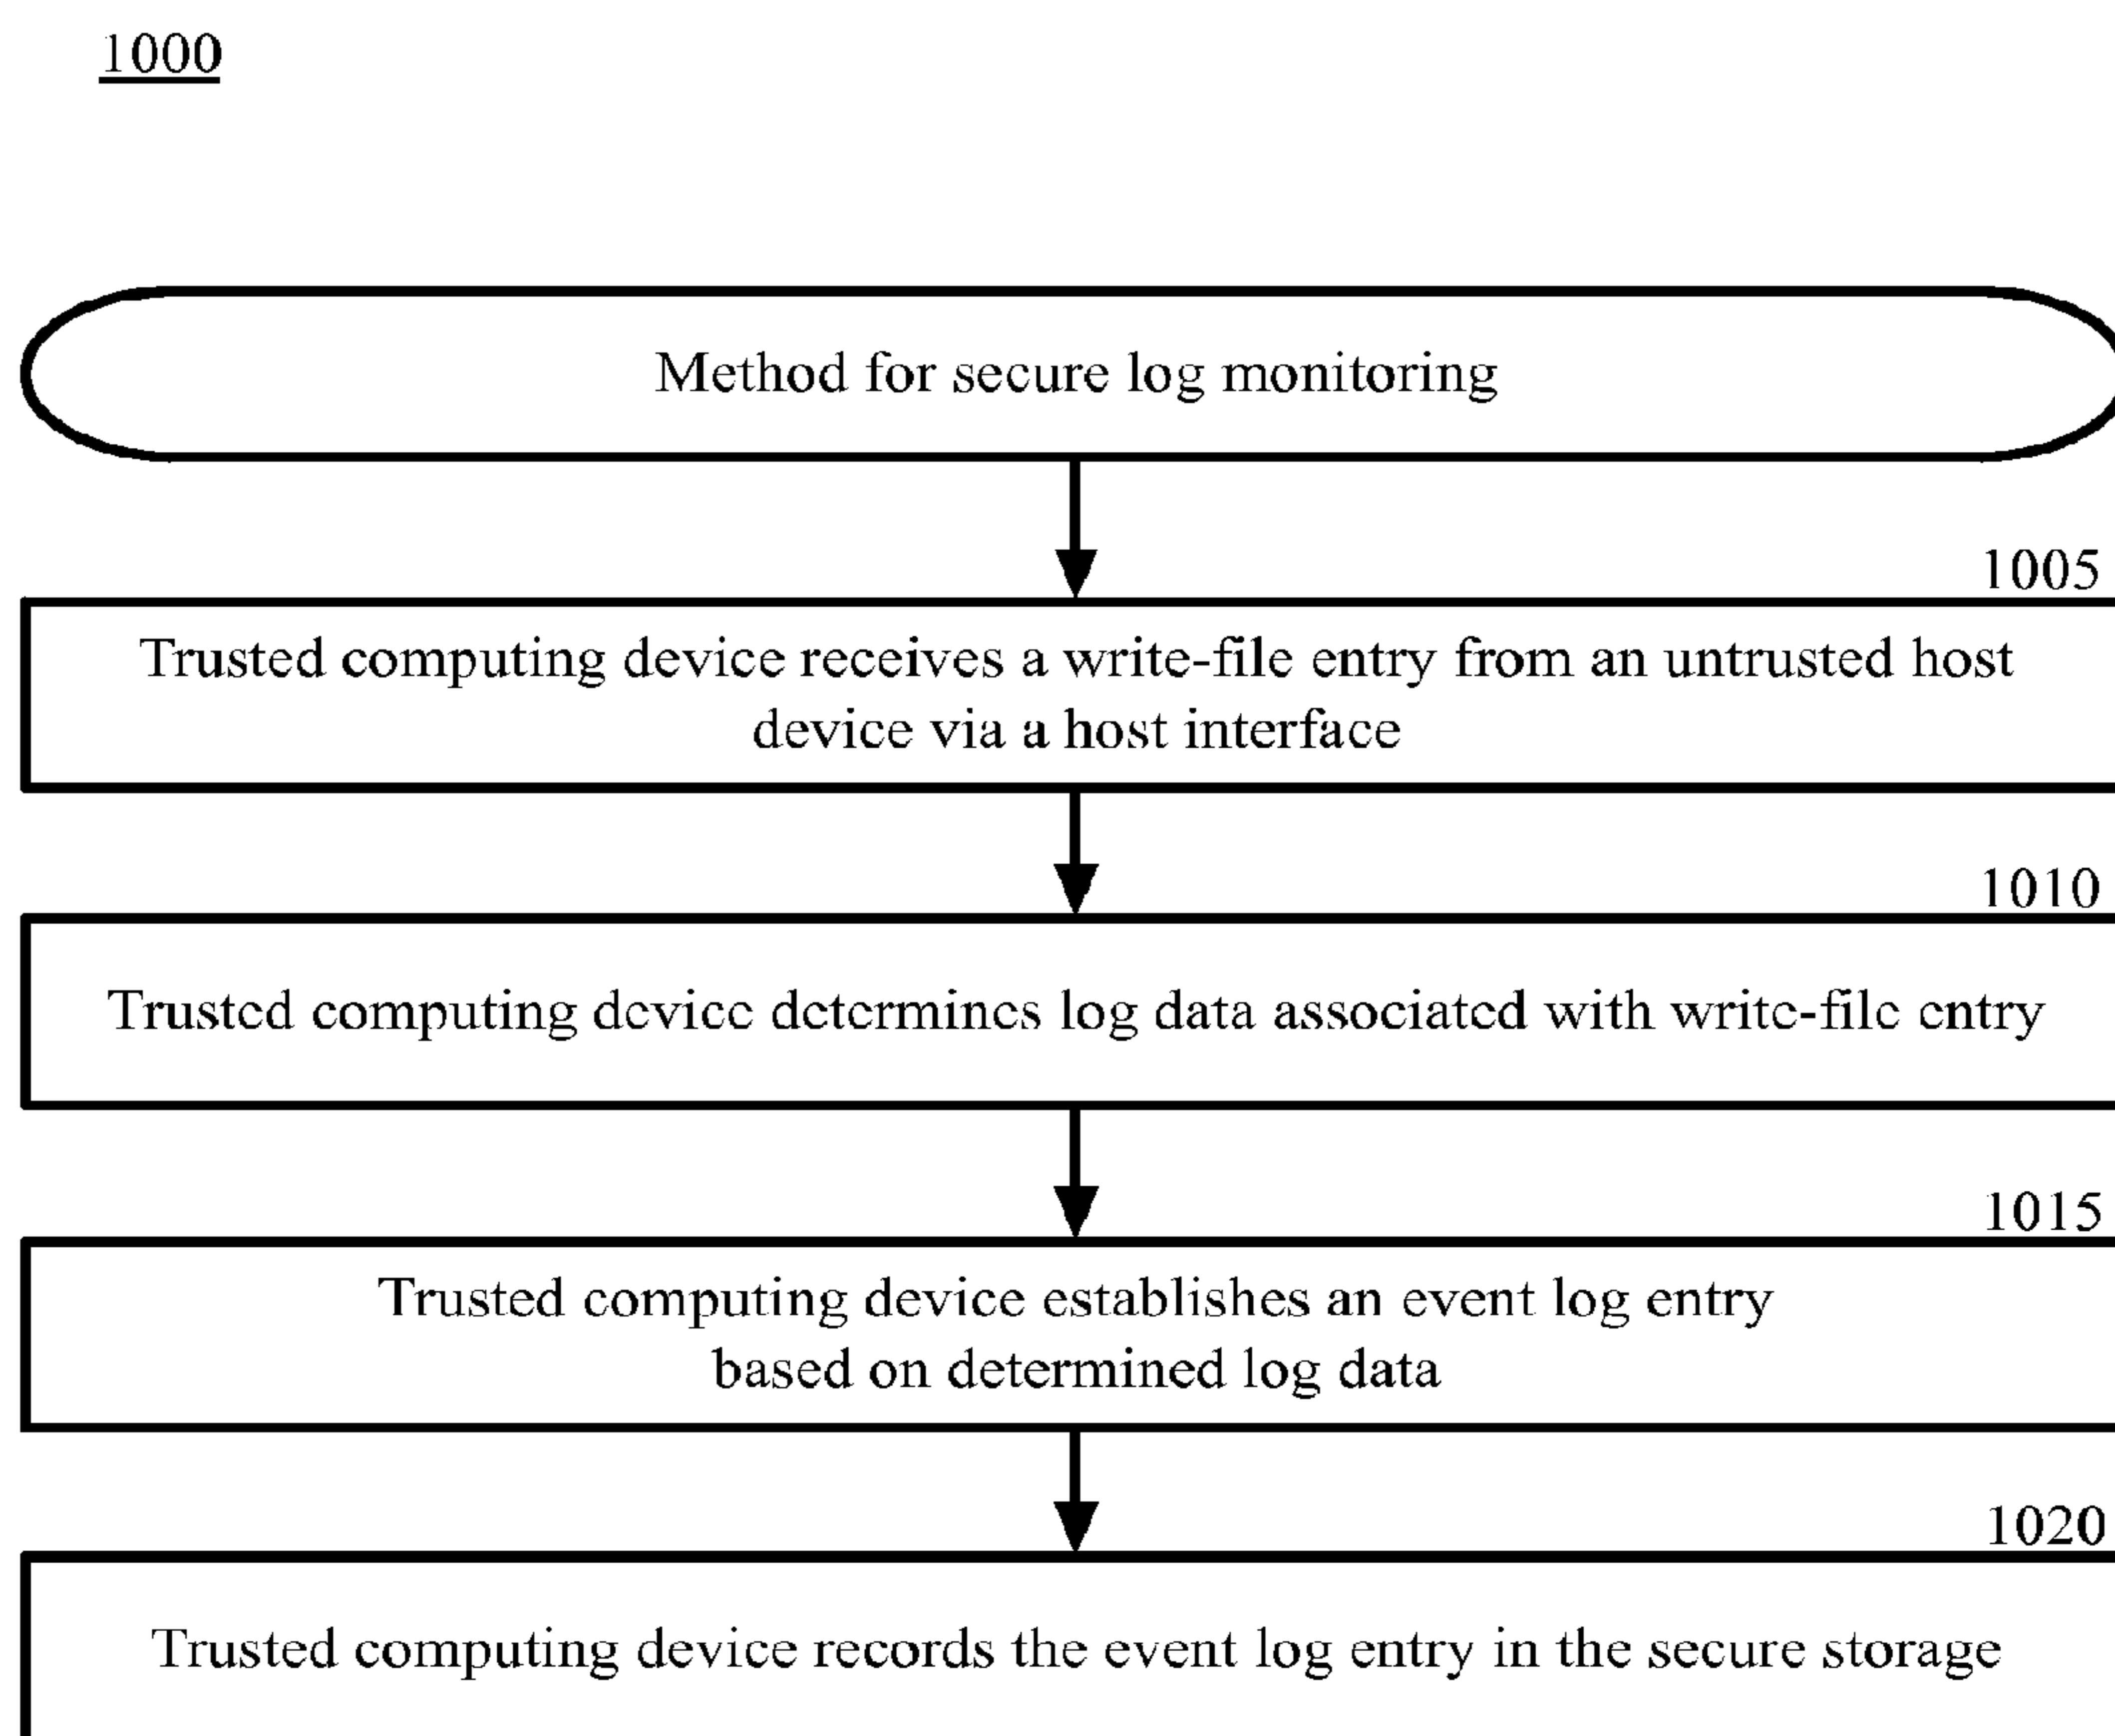 1000
Method for secure log monitoring
1005
Trusted computing device receives a write-file entry from an untrusted host
device via a host interface
1010
Trusted computing device determines log data associated with write-file entry
1015
Trusted computing device establishes an event log entry
based on determined log data
1020
Trusted computing device records the event log entry in the secure storage